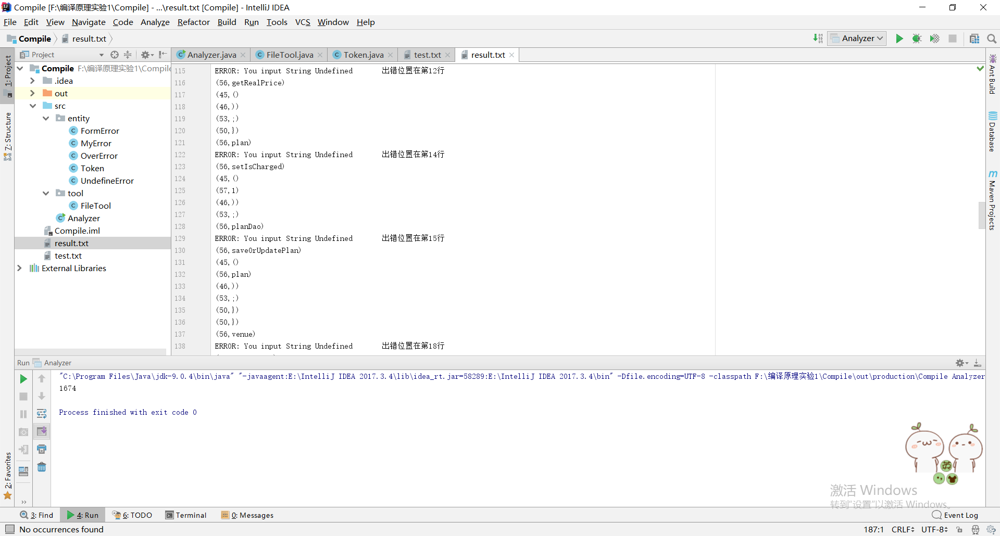 Compile [F:\编译原理实验1\Compile] - ...\result.txt [Compile] - IntelliJ IDEA
File Edit View Navigate Code Analyze Refactor Build Run Tools VCS Window Help
Compile result.txt Analyzer
Project
Analyzer.java FileTool.java Token.java test.txt result.txt
1: Project
7: Structure
2: Favorites
Compile F:\编译原理实验1\Compile
.idea
out
src
entity
FormError
MyError
OverError
Token
UndefineError
tool
FileTool
Analyzer
Compile.iml
result.txt
test.txt
External Libraries
115 ERROR: You input String Undefined 出错位置在第12行
116 (56,getRealPrice)
117 (45,()
118 (46,))
119 (53,;)
120 (50,})
121 (56,plan)
122 ERROR: You input String Undefined 出错位置在第14行
123 (56,setIsCharged)
124 (45,()
125 (57,1)
126 (46,))
127 (53,;)
128 (56,planDao)
129 ERROR: You input String Undefined 出错位置在第15行
130 (56,saveOrUpdatePlan)
131 (45,()
132 (56,plan)
133 (46,))
134 (53,;)
135 (50,})
136 (50,})
137 (56,venue)
138 ERROR: You input String Undefined 出错位置在第18行
Ant Build
Database
Maven Projects
Run Analyzer
"C:\Program Files\Java\jdk-9.0.4\bin\java" "-javaagent:E:\IntelliJ IDEA 2017.3.4\lib\idea_rt.jar=58289:E:\IntelliJ IDEA 2017.3.4\bin" -Dfile.encoding=UTF-8 -classpath F:\编译原理实验1\Compile\out\production\Compile Analyzer
1674
Process finished with exit code 0
英
激活 Windows
转到"设置"以激活 Windows。
3: Find 4: Run 6: TODO Terminal 0: Messages Event Log
No occurrences found 187:1 CRLF UTF-8